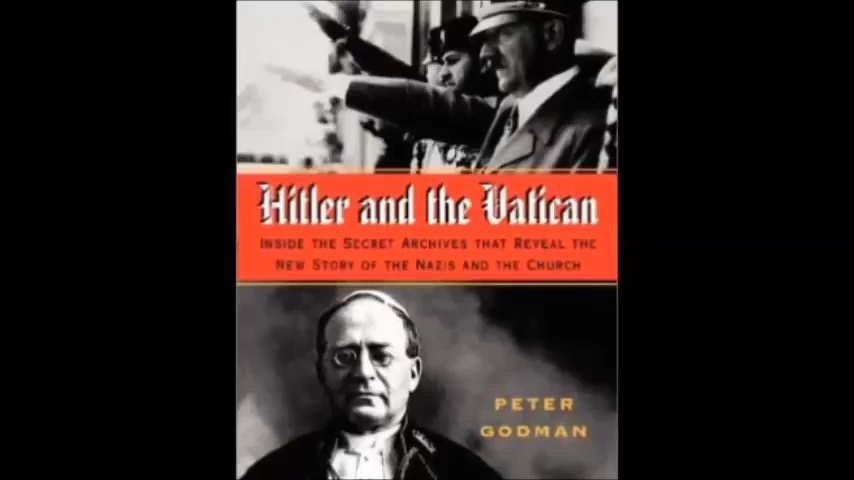 Hitler and the Vatican
INSIDE THE SECRET ARCHIVES THAT REVEAL THE
NEW STORY OF THE NAZIS AND THE CHURCH
PETER
GODMAN